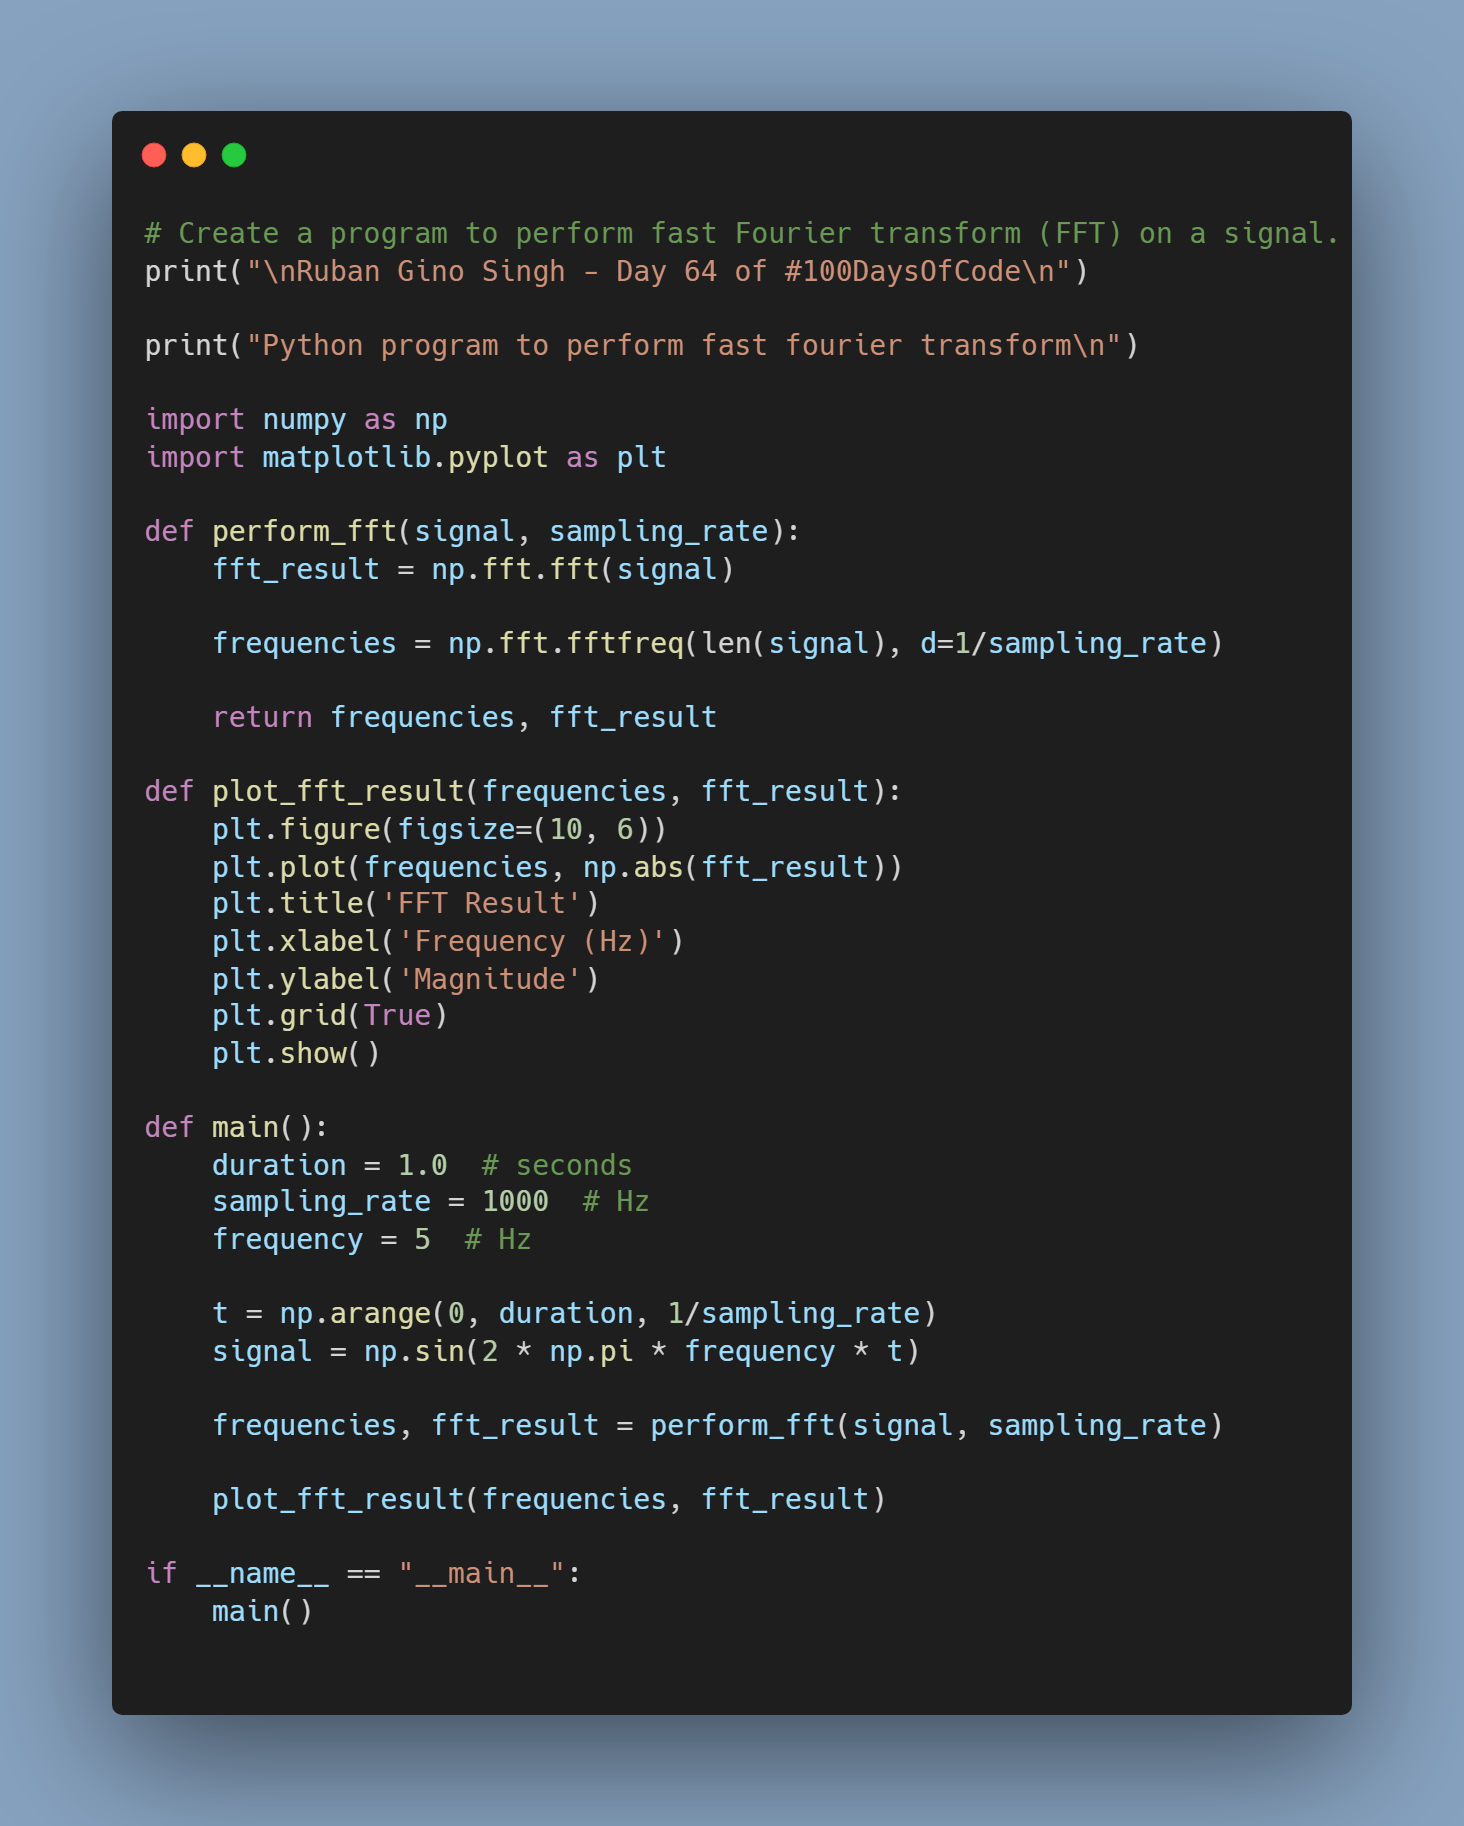 # Create a program to perform fast Fourier transform (FFT) on a signal.
print("\nRuban Gino Singh - Day 64 of #100DaysOfCode\n")

print("Python program to perform fast fourier transform\n")

import numpy as np
import matplotlib.pyplot as plt

def perform_fft(signal, sampling_rate):
    fft_result = np.fft.fft(signal)

    frequencies = np.fft.fftfreq(len(signal), d=1/sampling_rate)

    return frequencies, fft_result

def plot_fft_result(frequencies, fft_result):
    plt.figure(figsize=(10, 6))
    plt.plot(frequencies, np.abs(fft_result))
    plt.title('FFT Result')
    plt.xlabel('Frequency (Hz)')
    plt.ylabel('Magnitude')
    plt.grid(True)
    plt.show()

def main():
    duration = 1.0  # seconds
    sampling_rate = 1000  # Hz
    frequency = 5  # Hz

    t = np.arange(0, duration, 1/sampling_rate)
    signal = np.sin(2 * np.pi * frequency * t)

    frequencies, fft_result = perform_fft(signal, sampling_rate)

    plot_fft_result(frequencies, fft_result)

if __name__ == "__main__":
    main()